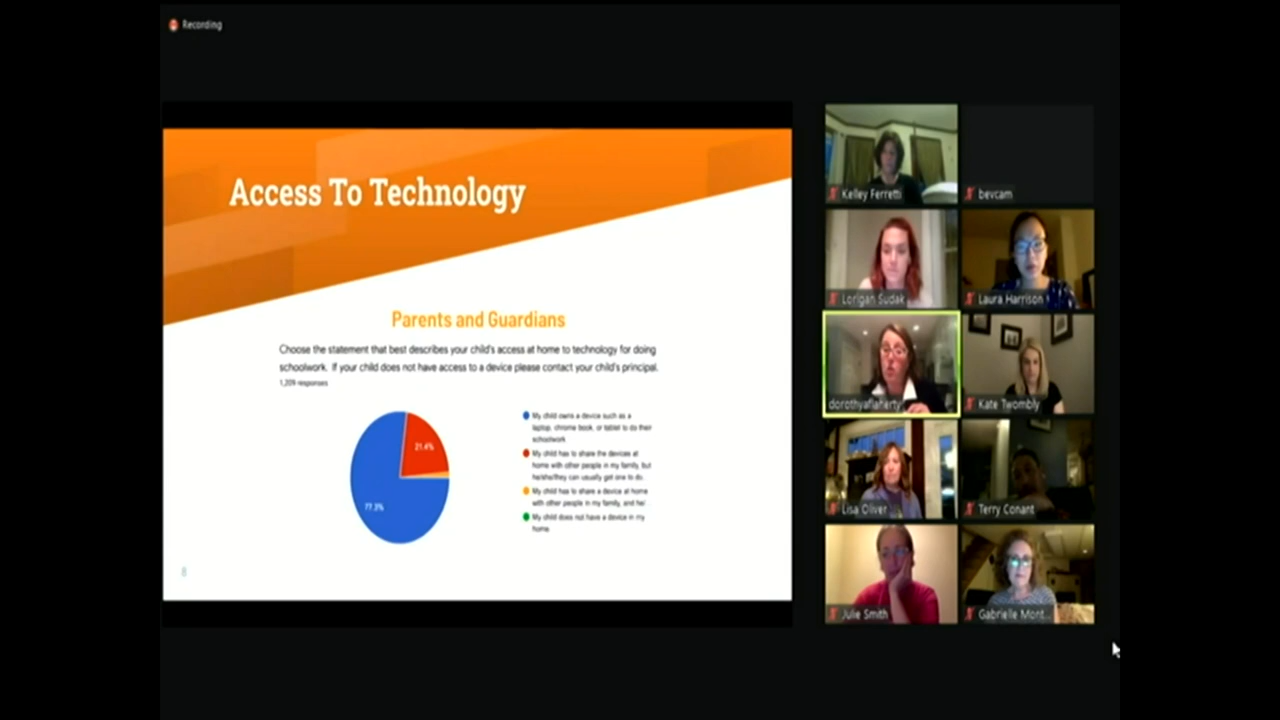 Recording
Access To Technology
Parents and Guardians
Choose the statement that best describes your child's access at home to technology for doing
schoolwork. If your child does not have access to a device please contact your child's principal.
1,209 responses
21.4%
77.3%
My child owns a device such as a
laptop, chrome book, or tablet to do their
schoolwork
My child has to share the devices at
home with other people in my family, but
he/she/they can usually get one to do..
My child has to share a device at home
with other people in my family, and he/..
My child does not have a device in my
home.
8
Kelley Ferretti
bevcam
Lorigan Sudak
Laura Harrison
dorothyaflaherty
Kate Twombly
Lisa Oliver
Terry Conant
Julie Smith
Gabrielle Mont...